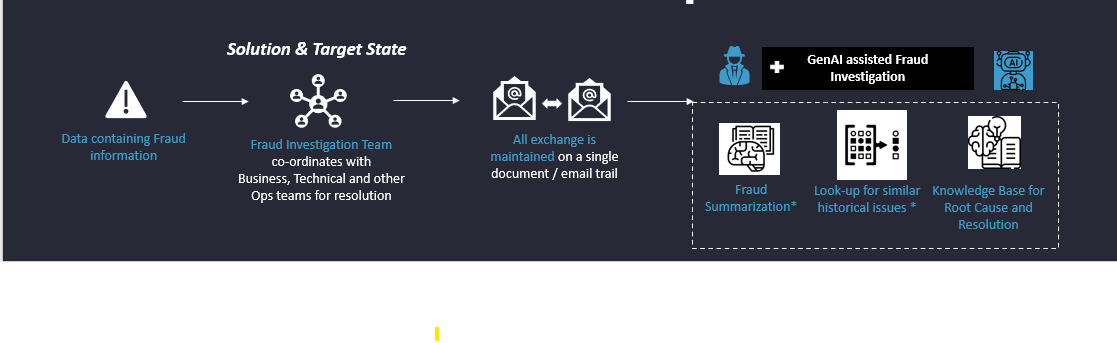 Solution & Target State
GenAI assisted Fraud
Investigation
AI
Data containing Fraud
information
Fraud Investigation Team
co-ordinates with
Business, Technical and other
Ops teams for resolution
@
@
All exchange is
maintained on a single
document / email trail
Fraud
Summarization*
Look-up for similar
historical issues *
Knowledge Base for
Root Cause and
Resolution